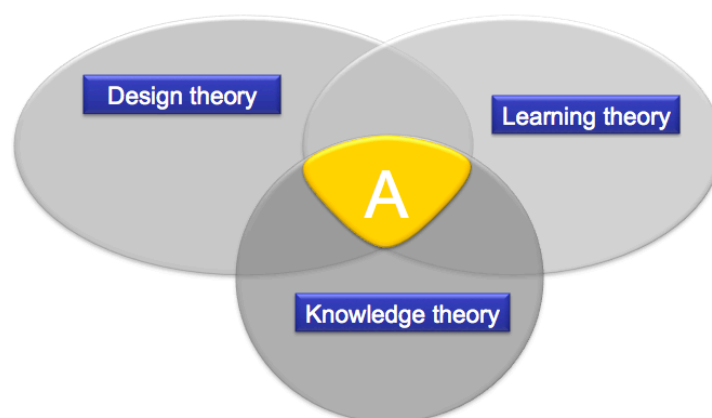 Design theory
Learning theory
A
Knowledge theory